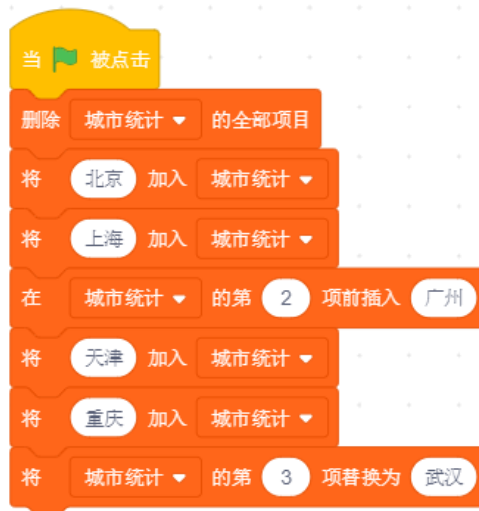 当 被点击
删除 城市统计 的全部项目
将 北京 加入 城市统计
将 上海 加入 城市统计
在 城市统计 的第 2 项前插入 广州
将 天津 加入 城市统计
将 重庆 加入 城市统计
将 城市统计 的第 3 项替换为 武汉